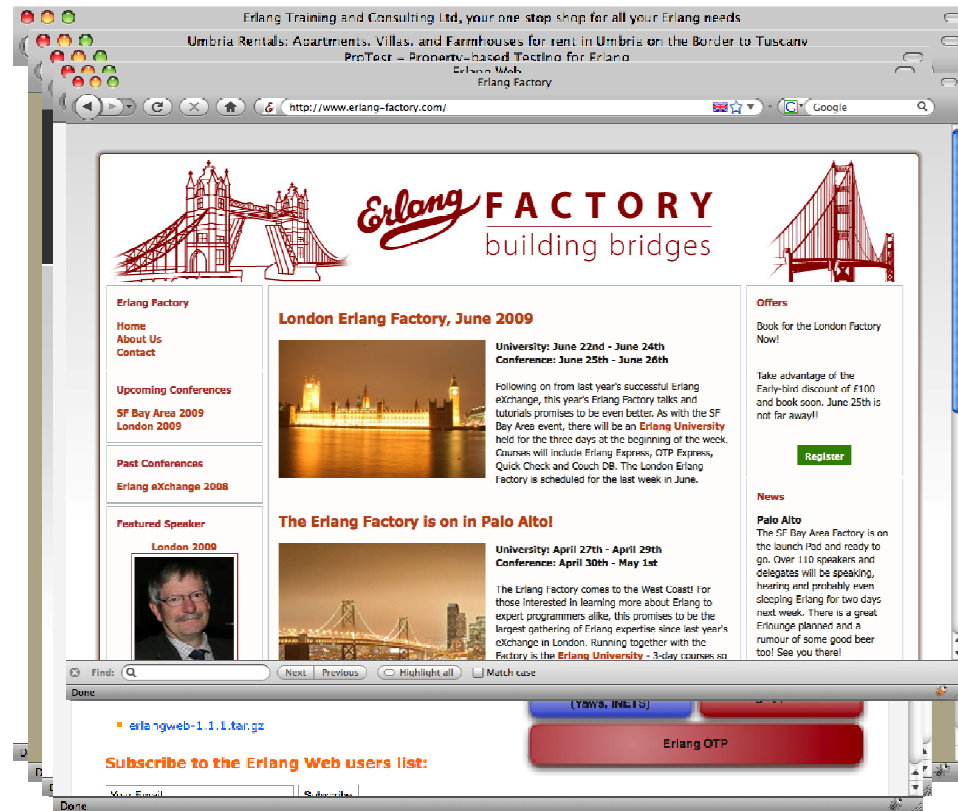 Erlang Training and Consulting Ltd, your one stop shop for all your Erlang needs
Umbria Rentals: Apartments, Villas, and Farmhouses for rent in Umbria on the Border to Tuscany
ProTest – Property-based Testing for Erlang
Erlang Web
Erlang Factory
http://www.erlang-factory.com/
Google
Erlang FACTORY
building bridges
Erlang Factory
Home
About Us
Contact
Upcoming Conferences
SF Bay Area 2009
London 2009
Past Conferences
Erlang eXchange 2008
Featured Speaker
London 2009
London Erlang Factory, June 2009
University: June 22nd - June 24th
Conference: June 25th - June 26th
Following on from last year's successful Erlang
eXchange, this year's Erlang Factory talks and
tutorials promises to be even better. As with the SF
Bay Area event, there will be an Erlang University
held for the three days at the beginning of the week.
Courses will include Erlang Express, OTP Express,
Quick Check and Couch DB. The London Erlang
Factory is scheduled for the last week in June.
The Erlang Factory is on in Palo Alto!
University: April 27th - April 29th
Conference: April 30th - May 1st
The Erlang Factory comes to the West Coast! For
those interested in learning more about Erlang to
expert programmers alike, this promises to be the
largest gathering of Erlang expertise since last year's
eXchange in London. Running together with the
Factory is the Erlang University - 3-day courses so
Offers
Book for the London Factory
Now!
Take advantage of the
Early-bird discount of £100
and book soon. June 25th is
not far away!!
Register
News
Palo Alto
The SF Bay Area Factory is on
the launch Pad and ready to
go. Over 110 speakers and
delegates will be speaking,
hearing and probably even
sleeping Erlang for two days
next week. There is a great
Erlounge planned and a
rumour of some good beer
too! See you there!
Find:
Next
Previous
Highlight all
Match case
Done
erlangweb-1.1.1.tar.gz
(Yaws, INETS)
Erlang OTP
Subscribe to the Erlang Web users list:
Your Email
Subscribe
Done